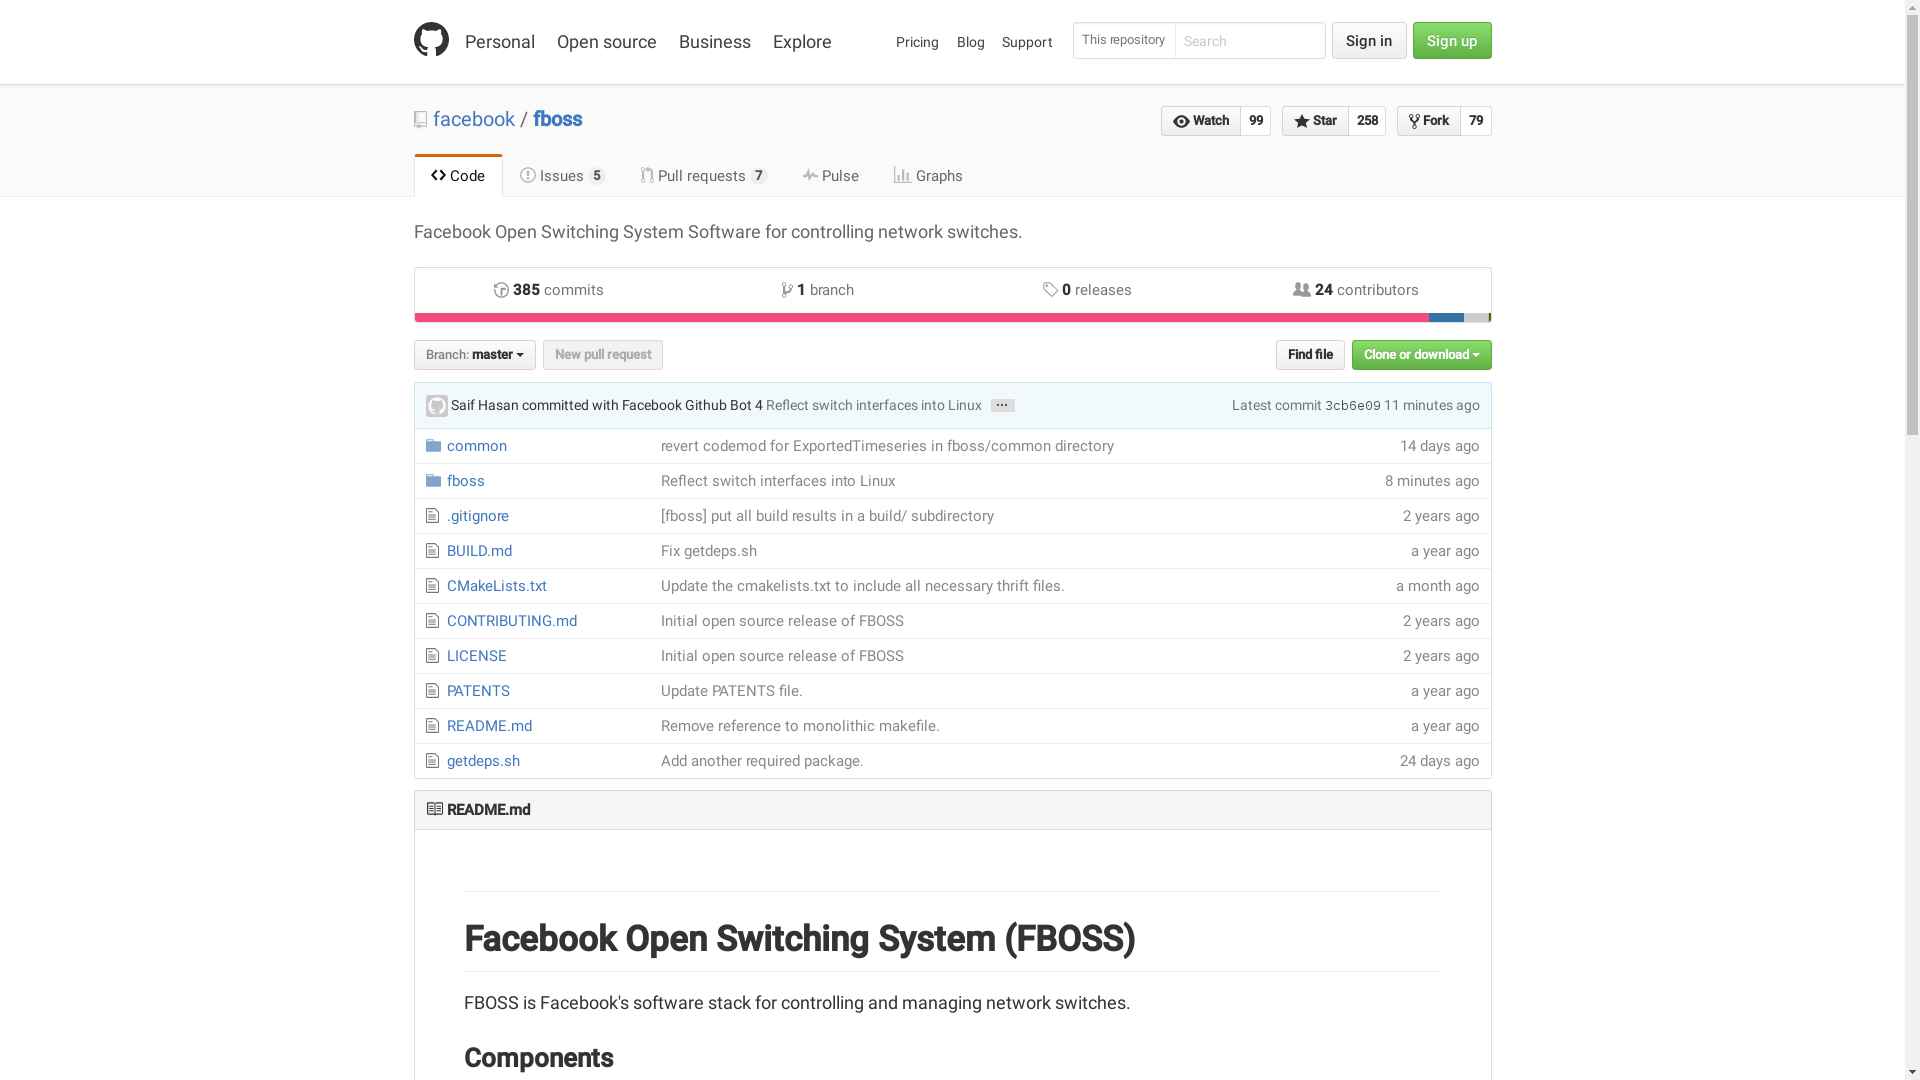 Personal Open source Business Explore Pricing Blog Support This repository Search Sign in Sign up
facebook / fboss Watch 99 Star 258 Fork 79
Code Issues 5 Pull requests 7 Pulse Graphs
Facebook Open Switching System Software for controlling network switches.
385 commits 1 branch 0 releases 24 contributors
Branch: master New pull request Find file Clone or download
Saif Hasan committed with Facebook Github Bot 4 Reflect switch interfaces into Linux … Latest commit 3cb6e09 11 minutes ago
common revert codemod for ExportedTimeseries in fboss/common directory 14 days ago
fboss Reflect switch interfaces into Linux 8 minutes ago
.gitignore [fboss] put all build results in a build/ subdirectory 2 years ago
BUILD.md Fix getdeps.sh a year ago
CMakeLists.txt Update the cmakelists.txt to include all necessary thrift files. a month ago
CONTRIBUTING.md Initial open source release of FBOSS 2 years ago
LICENSE Initial open source release of FBOSS 2 years ago
PATENTS Update PATENTS file. a year ago
README.md Remove reference to monolithic makefile. a year ago
getdeps.sh Add another required package. 24 days ago
README.md
Facebook Open Switching System (FBOSS)
FBOSS is Facebook's software stack for controlling and managing network switches.
Components